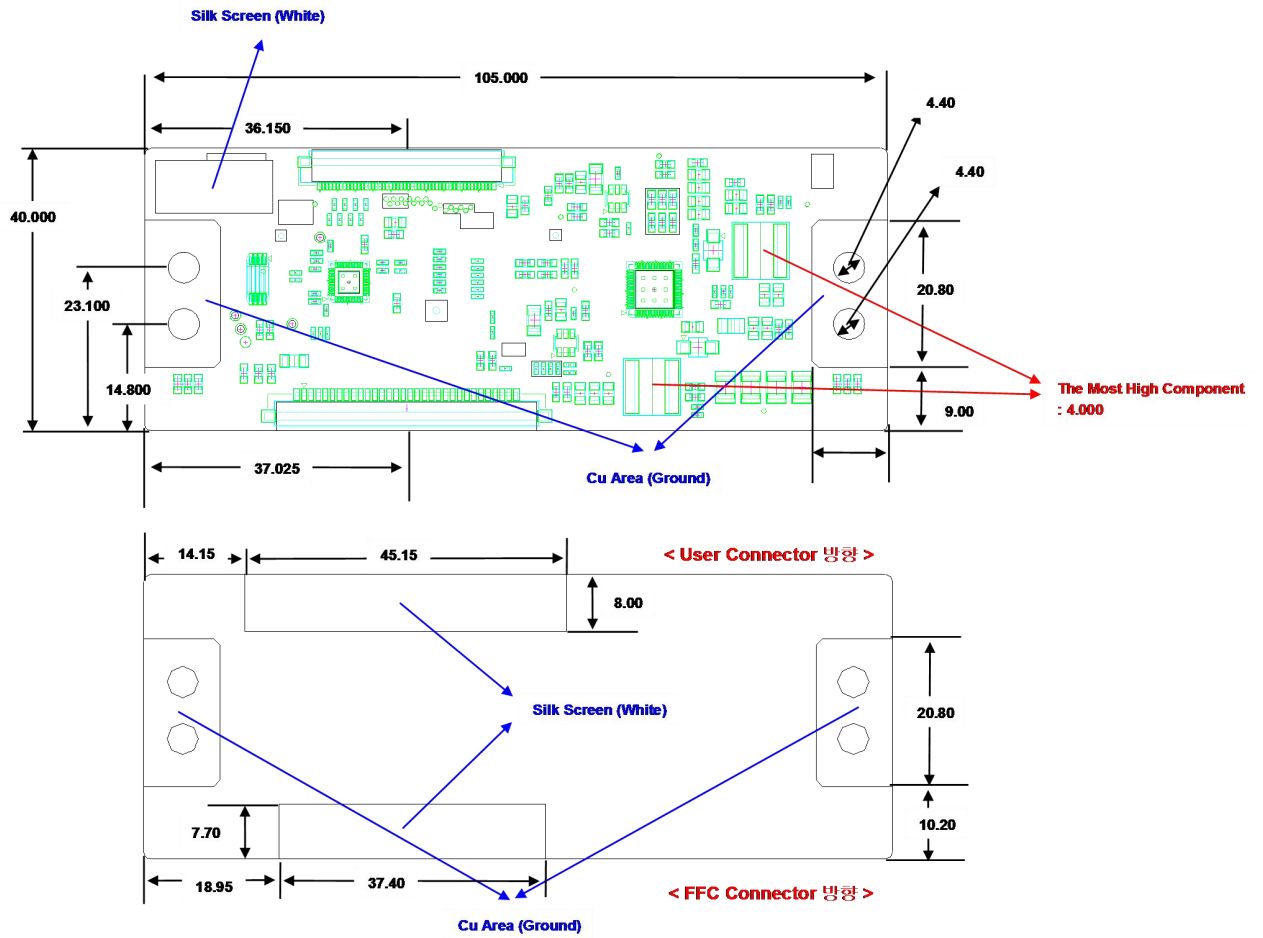 Silk Screen (White)
105.000
4.40
36.150
4.40
40.000
20.80
23.100
14.800
The Most High Component
: 4.000
9.00
37.025
Cu Area (Ground)
14.15
45.15
< User Connector 방향 >
8.00
Silk Screen (White)
20.80
7.70
10.20
18.95
37.40
< FFC Connector 방향 >
Cu Area (Ground)